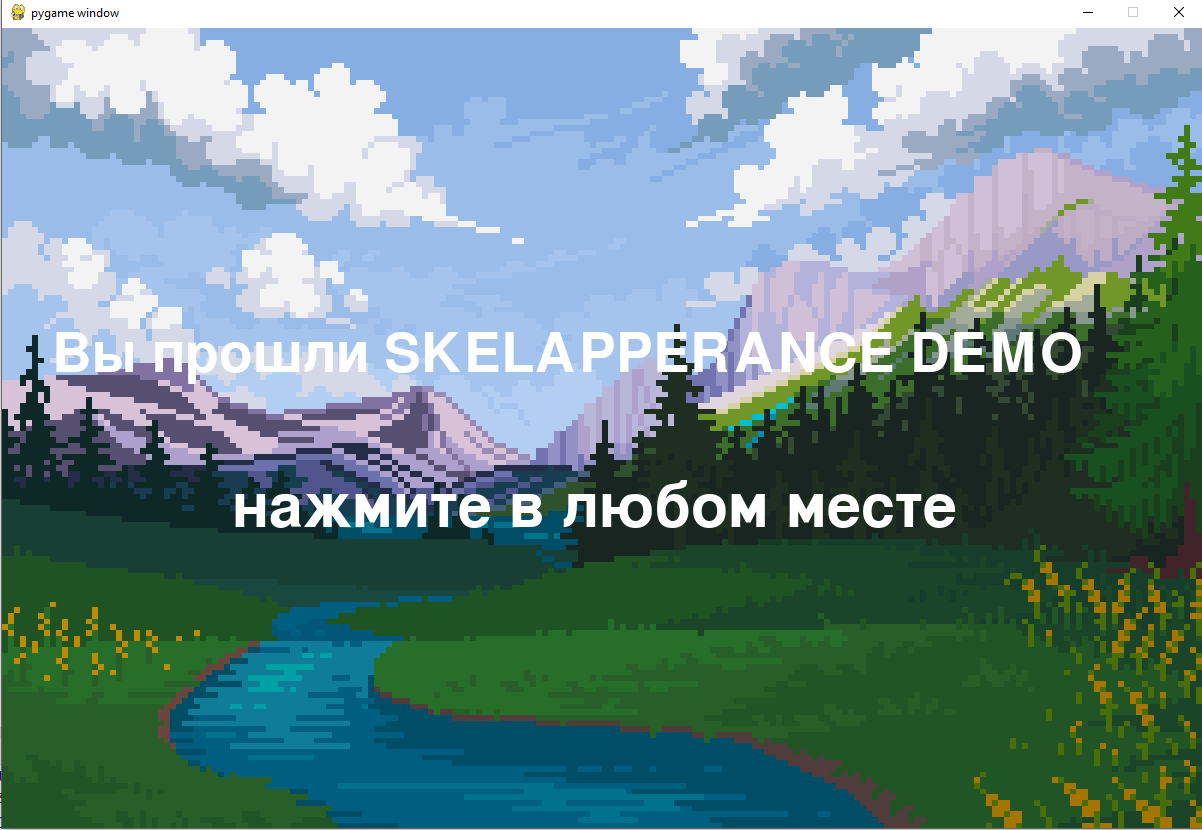 pygame window
Вы прошли SKELAPPERANCE DEMO
нажмите в любом месте